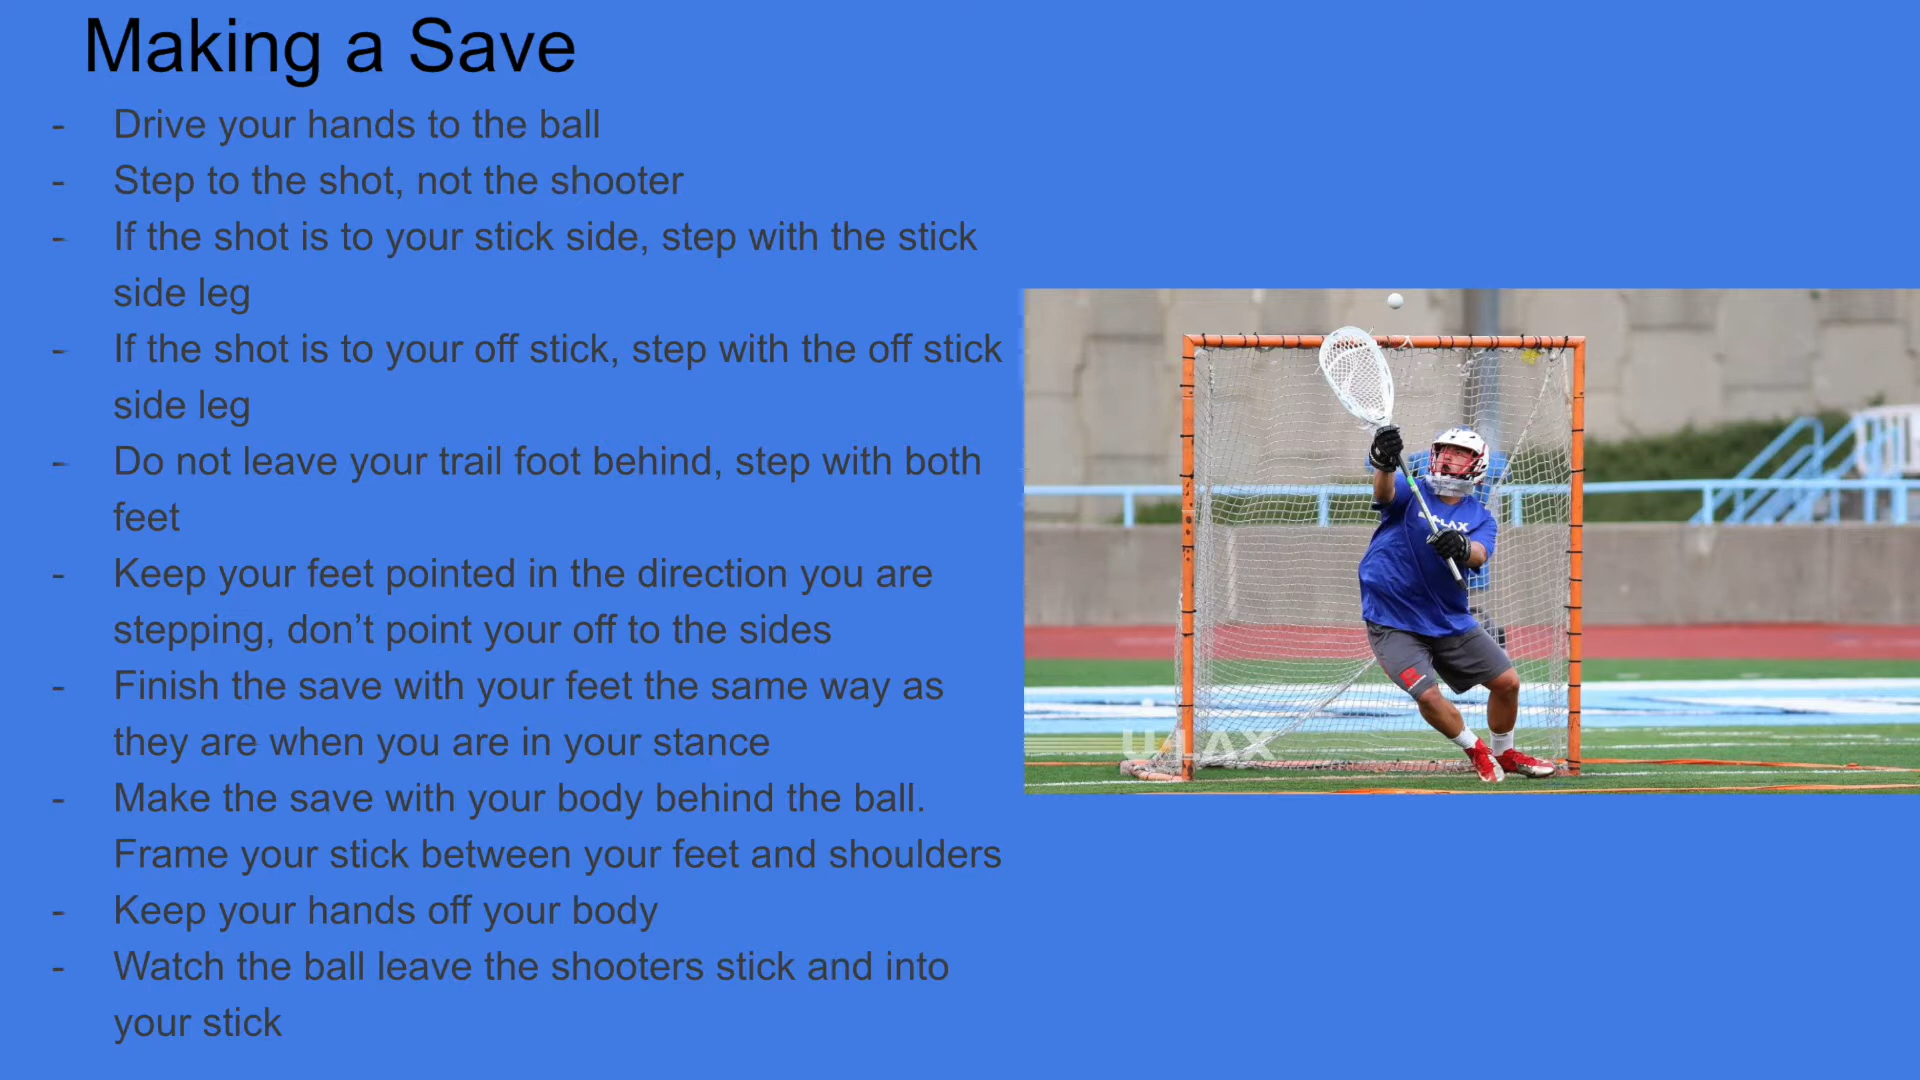 Making a Save
- Drive your hands to the ball
- Step to the shot, not the shooter
- If the shot is to your stick side, step with the stick
side leg
- If the shot is to your off stick, step with the off stick
side leg
- Do not leave your trail foot behind, step with both
feet
- Keep your feet pointed in the direction you are
stepping, don’t point your off to the sides
- Finish the save with your feet the same way as
they are when you are in your stance
- Make the save with your body behind the ball.
Frame your stick between your feet and shoulders
- Keep your hands off your body
- Watch the ball leave the shooters stick and into
your stick
LAX
LAX